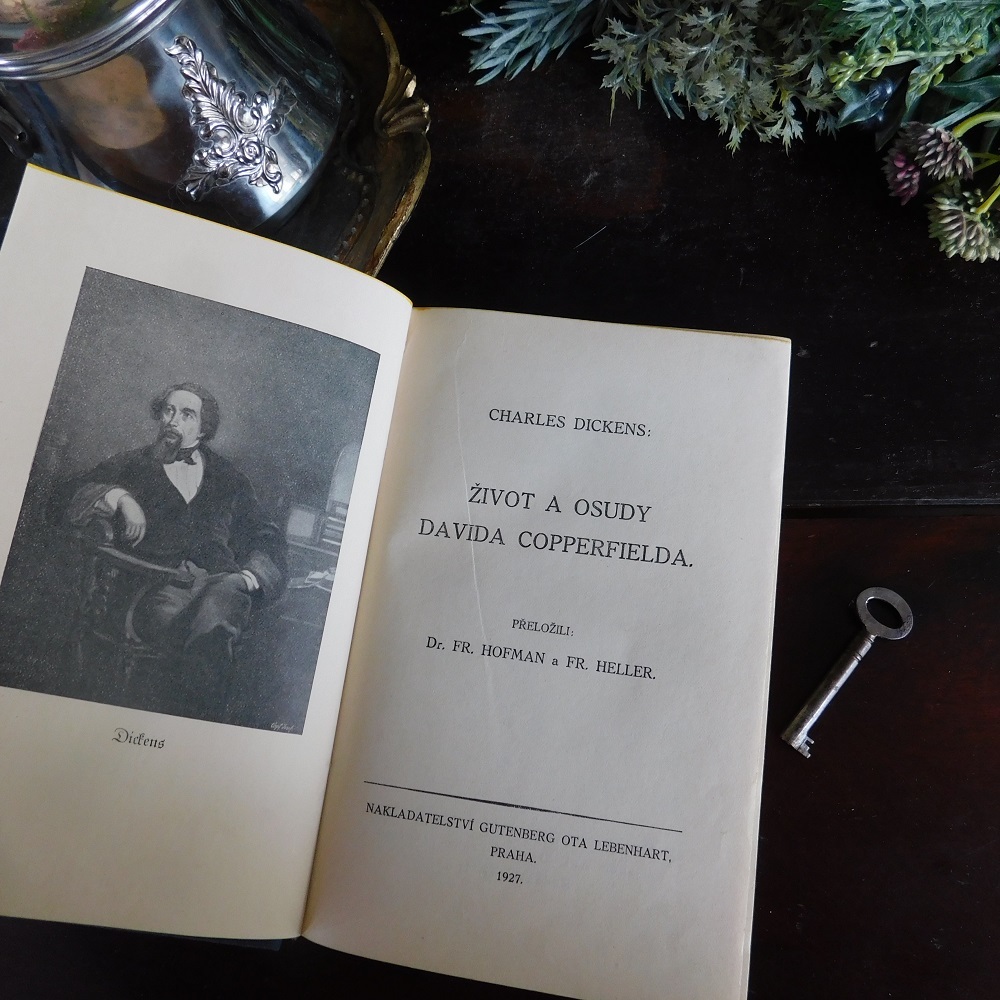 Dickens
CHARLES DICKENS:
ŽIVOT A OSUDY
DAVIDA COPPERFIELDA.
PŘELOŽILI:
Dr. FR. HOFMAN a FR. HELLER.
NAKLADATELSTVÍ GUTENBERG OTA LEBENHART,
PRAHA.
1927.